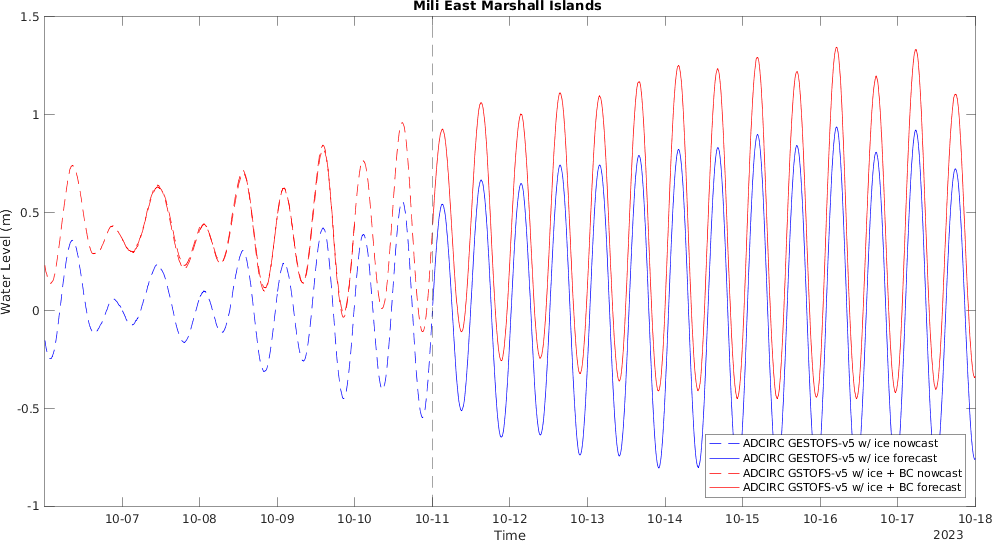 Mili East Marshall Islands
1.5
1
0.5
0
-0.5
-1
Water Level (m)
ADCIRC GESTOFS-v5 w/ ice nowcast
ADCIRC GESTOFS-v5 w/ ice forecast
ADCIRC GSTOFS-v5 w/ ice + BC nowcast
ADCIRC GSTOFS-v5 w/ ice + BC forecast
10-07 10-08 10-09 10-10 10-11 10-12 10-13 10-14 10-15 10-16 10-17 10-18
Time
2023